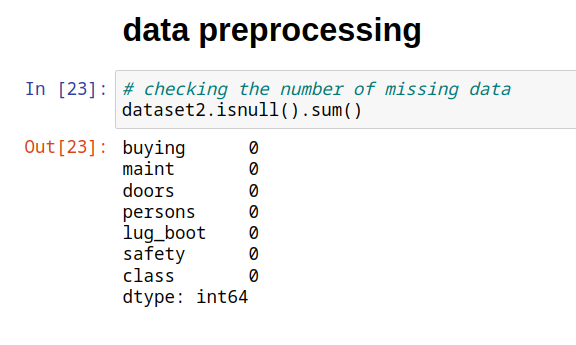 data preprocessing
In [23]: # checking the number of missing data
dataset2.isnull().sum()
Out[23]: buying 0
maint 0
doors 0
persons 0
lug_boot 0
safety 0
class 0
dtype: int64